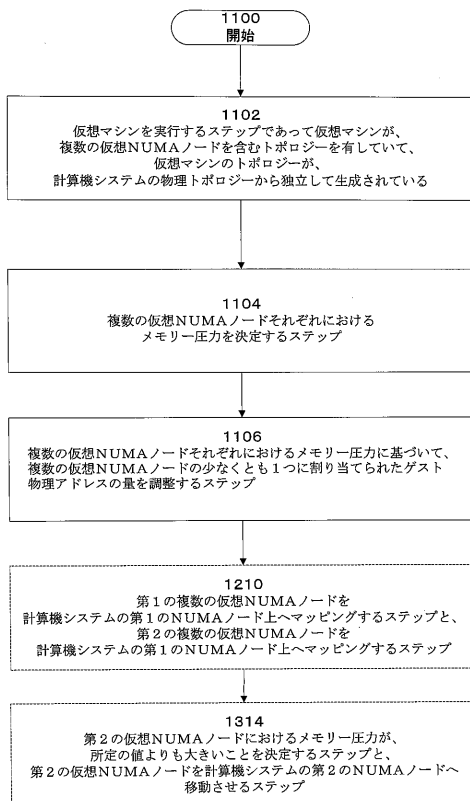 1100
開始
1102
仮想マシンを実行するステップであって仮想マシンが、
複数の仮想NUMAノードを含むトポロジーを有していて、
仮想マシンのトポロジーが、
計算機システムの物理トポロジーから独立して生成されている
1104
複数の仮想NUMAノードそれぞれにおける
メモリー圧力を決定するステップ
1106
複数の仮想NUMAノードそれぞれにおけるメモリー圧力に基づいて、
複数の仮想NUMAノードの少なくとも1つに割り当てられたゲスト
物理アドレスの量を調整するステップ
1210
第1の複数の仮想NUMAノードを
計算機システムの第1のNUMAノード上へマッピングするステップと、
第2の複数の仮想NUMAノードを
計算機システムの第1のNUMAノード上へマッピングするステップ
1314
第2の仮想NUMAノードにおけるメモリー圧力が、
所定の値よりも大きいことを決定するステップと、
第2の仮想NUMAノードを計算機システムの第2のNUMAノードへ
移動させるステップ